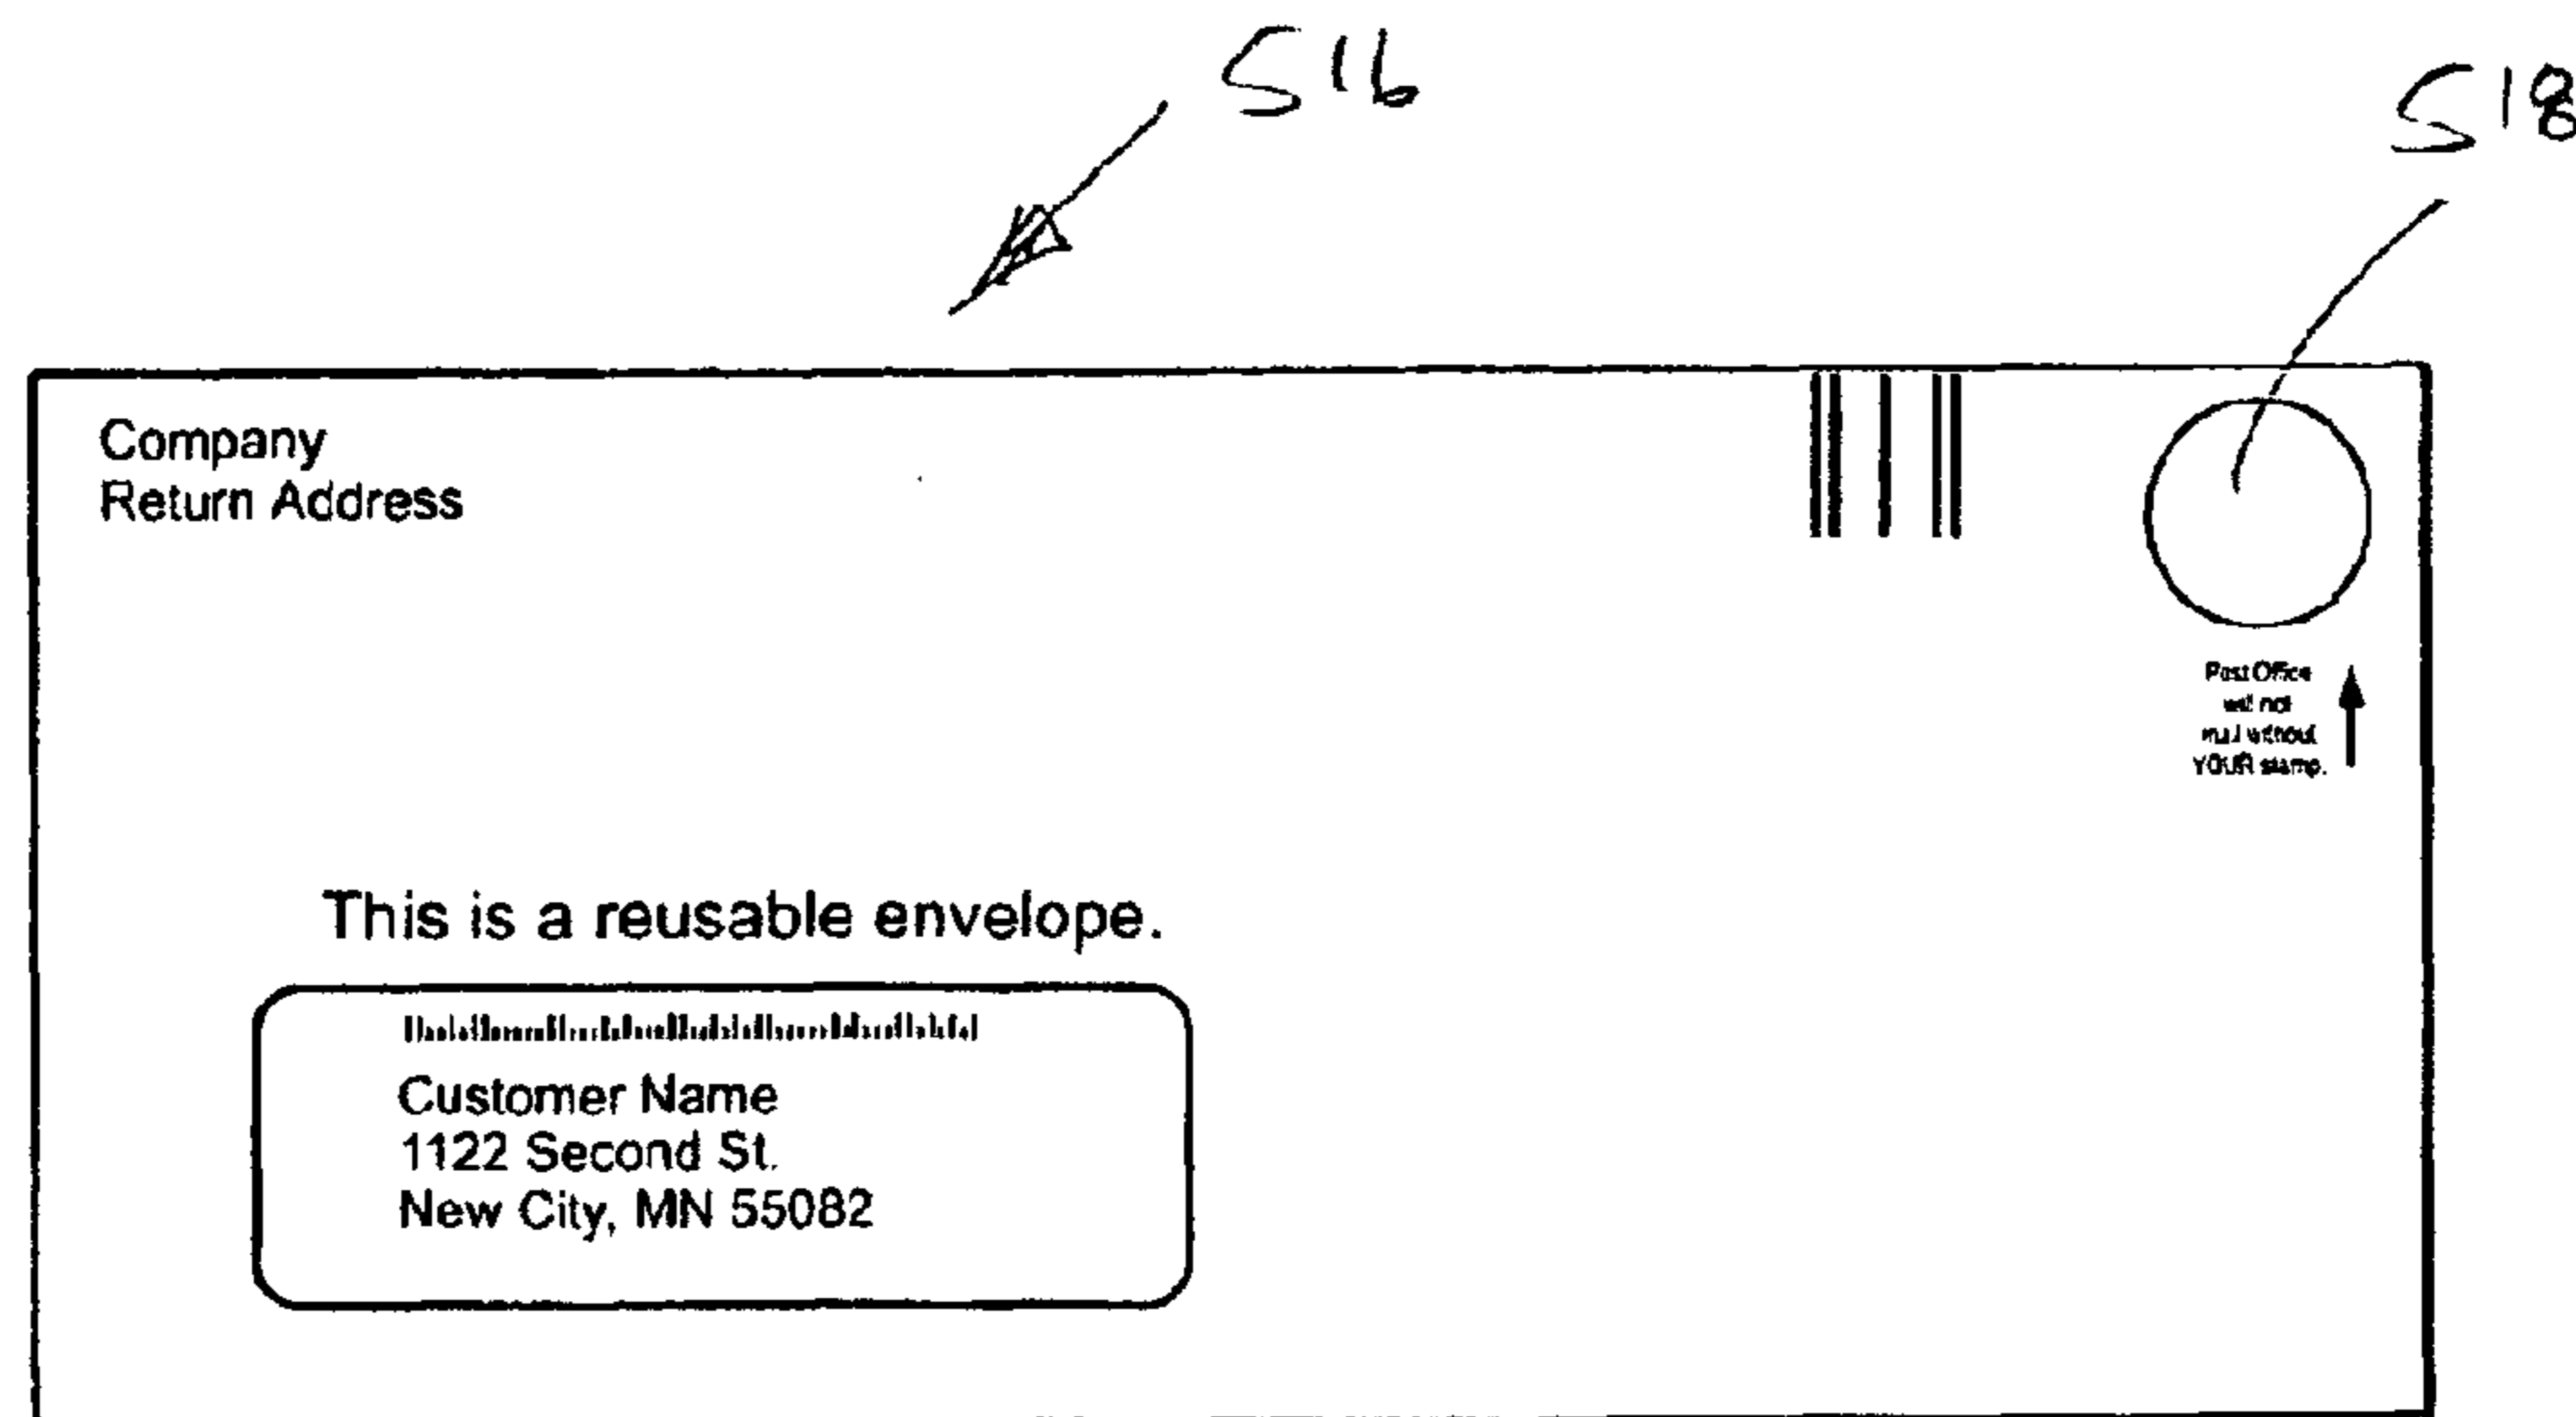 516
518
Company
Return Address
Post Office
will not
mail without
YOUR stamp.
This is a reusable envelope.
Customer Name
1122 Second St.
New City, MN 55082